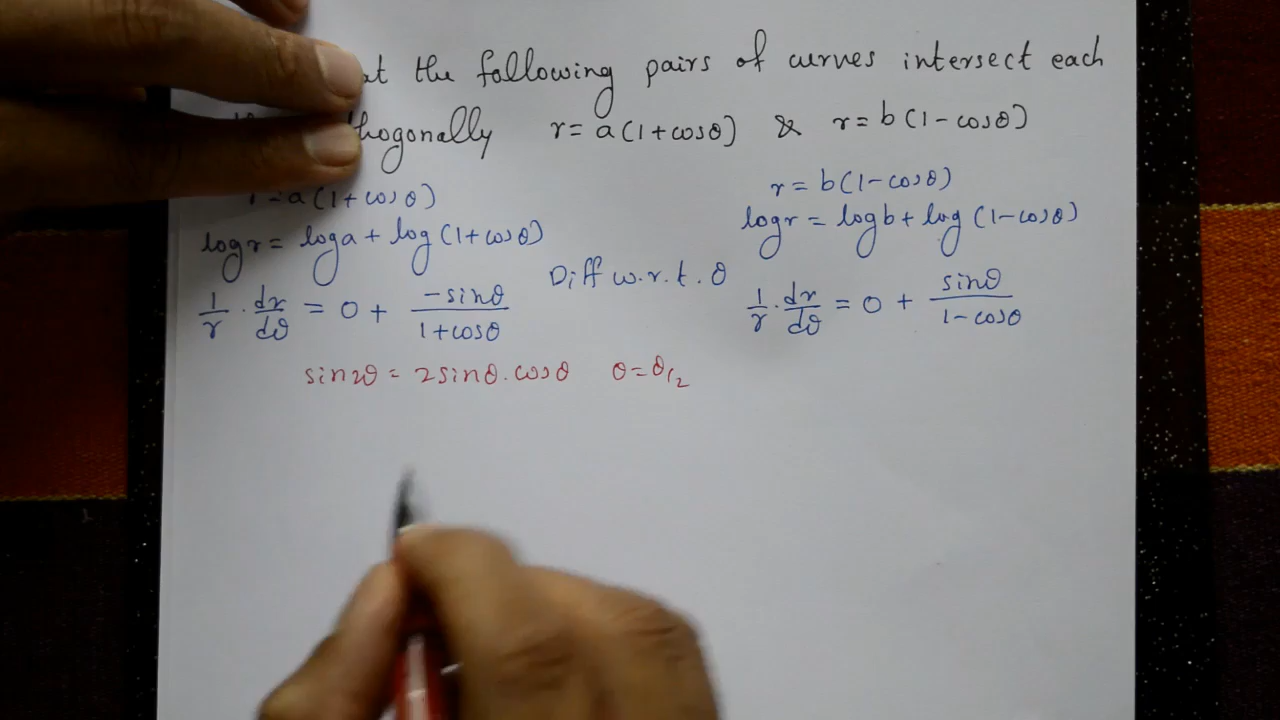 at the following pairs of curves intersect each
thogonally r = a(1+cosθ) & r = b(1-cosθ)
= a(1+cosθ)
log r = log a + log(1+cosθ)
1/r . dr/dθ = 0 + -sinθ/1+cosθ
Diff w.r.t. θ
r = b(1-cosθ)
log r = log b + log(1-cosθ)
1/r . dr/dθ = 0 + sinθ/1-cosθ
sin2θ = 2sinθ.cosθ θ=θ/2